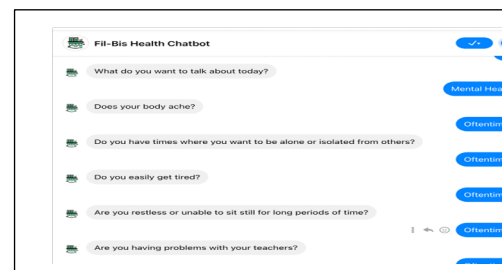 Fil-Bis Health Chatbot
What do you want to talk about today?
Mental Hea
Does your body ache?
Oftentim
Do you have times where you want to be alone or isolated from others?
Oftentim
Do you easily get tired?
Oftentim
Are you restless or unable to sit still for long periods of time?
Oftentim
Are you having problems with your teachers?